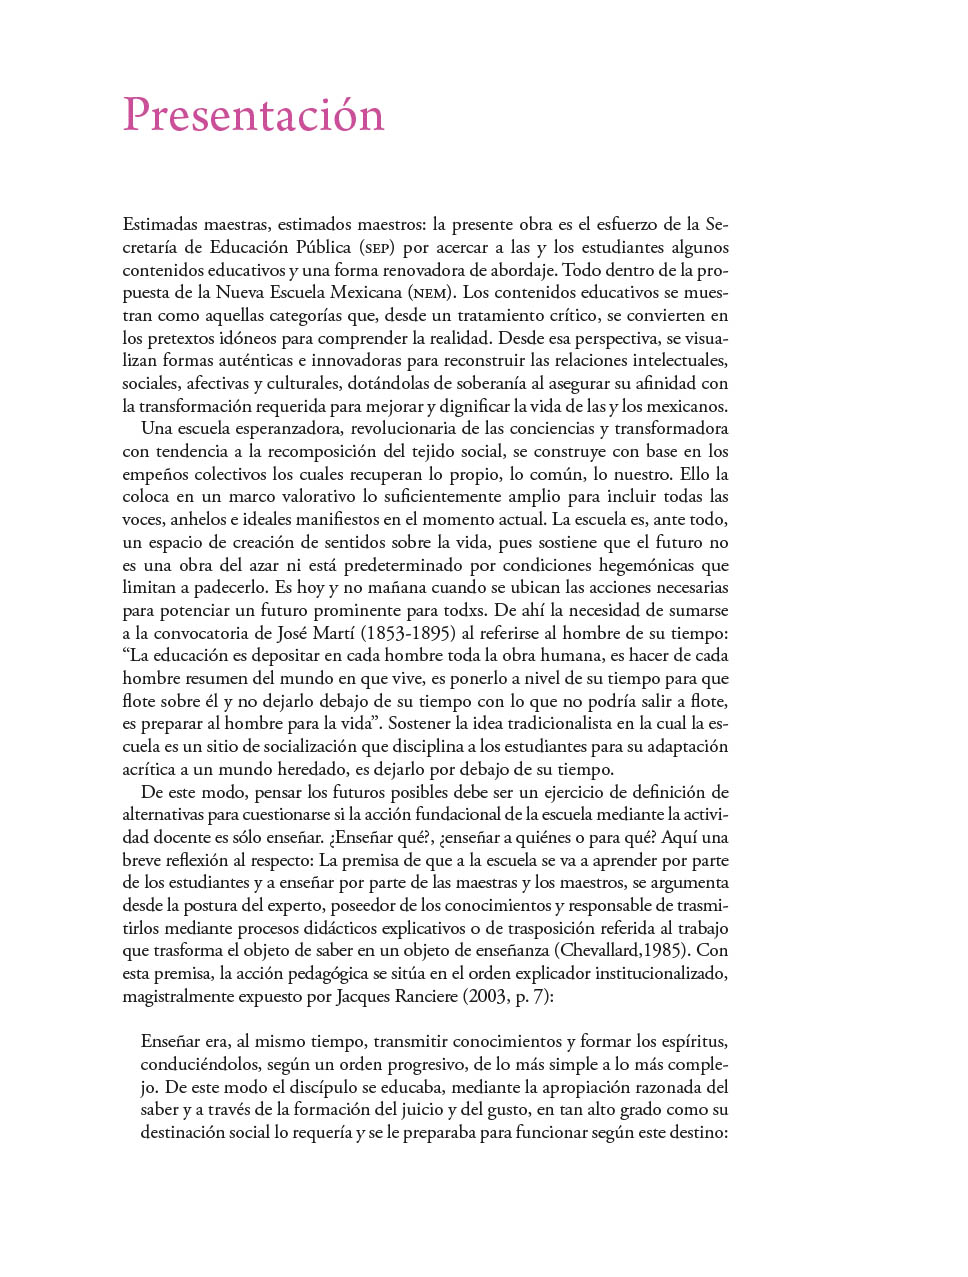 Presentación
Estimadas maestras, estimados maestros: la presente obra es el esfuerzo de la Se-
cretaría de Educación Pública (SEP) por acercar a las y los estudiantes algunos
contenidos educativos y una forma renovadora de abordaje. Todo dentro de la pro-
puesta de la Nueva Escuela Mexicana (NEM). Los contenidos educativos se mues-
tran como aquellas categorías que, desde un tratamiento crítico, se convierten en
los pretextos idóneos para comprender la realidad. Desde esa perspectiva, se visua-
lizan formas auténticas e innovadoras para reconstruir las relaciones intelectuales,
sociales, afectivas y culturales, dotándolas de soberanía al asegurar su afinidad con
la transformación requerida para mejorar y dignificar la vida de las y los mexicanos.
Una escuela esperanzadora, revolucionaria de las conciencias y transformadora
con tendencia a la recomposición del tejido social, se construye con base en los
empeños colectivos los cuales recuperan lo propio, lo común, lo nuestro. Ello la
coloca en un marco valorativo lo suficientemente amplio para incluir todas las
voces, anhelos e ideales manifiestos en el momento actual. La escuela es, ante todo,
un espacio de creación de sentidos sobre la vida, pues sostiene que el futuro no
es una obra del azar ni está predeterminado por condiciones hegemónicas que
limitan a padecerlo. Es hoy y no mañana cuando se ubican las acciones necesarias
para potenciar un futuro prominente para todxs. De ahí la necesidad de sumarse
a la convocatoria de José Martí (1853-1895) al referirse al hombre de su tiempo:
“La educación es depositar en cada hombre toda la obra humana, es hacer de cada
hombre resumen del mundo en que vive, es ponerlo a nivel de su tiempo para que
flote sobre él y no dejarlo debajo de su tiempo con lo que no podría salir a flote,
es preparar al hombre para la vida”. Sostener la idea tradicionalista en la cual la es-
cuela es un sitio de socialización que disciplina a los estudiantes para su adaptación
acrítica a un mundo heredado, es dejarlo por debajo de su tiempo.
De este modo, pensar los futuros posibles debe ser un ejercicio de definición de
alternativas para cuestionarse si la acción fundacional de la escuela mediante la activi-
dad docente es sólo enseñar. ¿Enseñar qué?, ¿enseñar a quiénes o para qué? Aquí una
breve reflexión al respecto: La premisa de que a la escuela se va a aprender por parte
de los estudiantes y a enseñar por parte de las maestras y los maestros, se argumenta
desde la postura del experto, poseedor de los conocimientos y responsable de trasmi-
tirlos mediante procesos didácticos explicativos o de trasposición referida al trabajo
que trasforma el objeto de saber en un objeto de enseñanza (Chevallard,1985). Con
esta premisa, la acción pedagógica se sitúa en el orden explicador institucionalizado,
magistralmente expuesto por Jacques Ranciere (2003, p. 7):
Enseñar era, al mismo tiempo, transmitir conocimientos y formar los espíritus,
conduciéndolos, según un orden progresivo, de lo más simple a lo más comple-
jo. De este modo el discípulo se educaba, mediante la apropiación razonada del
saber y a través de la formación del juicio y del gusto, en tan alto grado como su
destinación social lo requería y se le preparaba para funcionar según este destino: